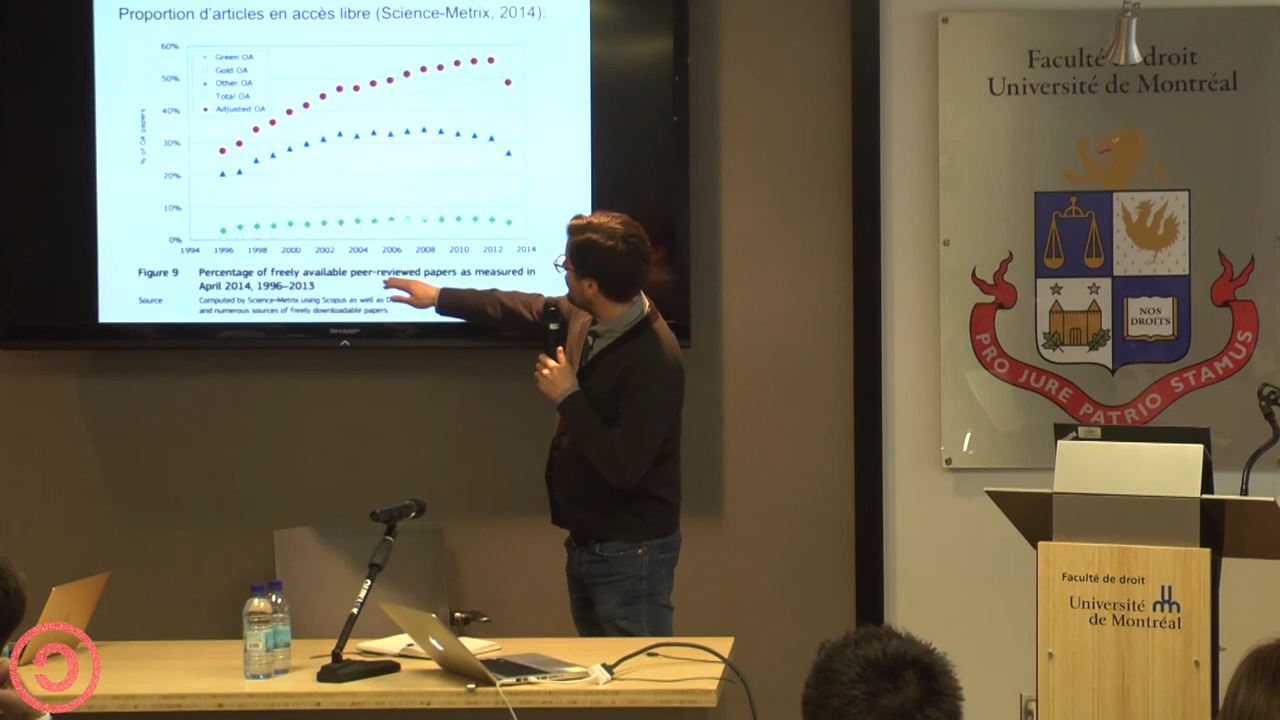 Proportion d'articles en accès libre (Science-Metrix, 2014):
60%
50%
40%
30%
20%
10%
0%
% of OA papers
Green OA
Gold OA
Other OA
Total OA
Adjusted OA
1994 1996 1998 2000 2002 2004 2006 2008 2010 2012 2014
Figure 9 Percentage of freely available peer-reviewed papers as measured in
April 2014, 1996–2013
Source: Computed by Science-Metrix using Scopus as well as
and numerous sources of freely downloadable papers.
SHARP
Faculté droit
Université de Montréal
NOS
DROITS
PRO JURE PATRIO STAMUS
Faculté de droit
Université
de Montréal